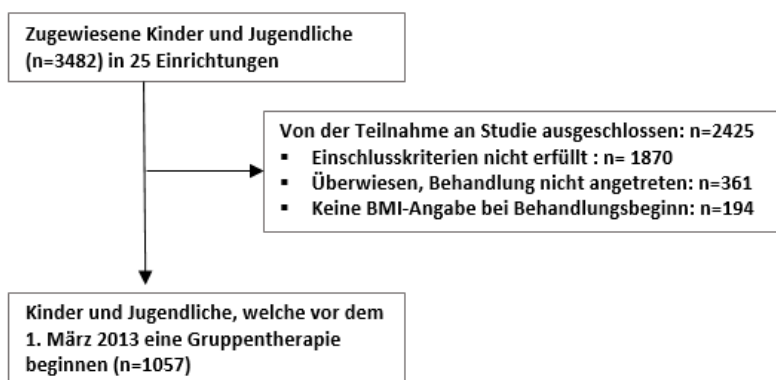 Zugewiesene Kinder und Jugendliche
(n=3482) in 25 Einrichtungen
Von der Teilnahme an Studie ausgeschlossen: n=2425
▪ Einschlusskriterien nicht erfüllt : n= 1870
▪ Überwiesen, Behandlung nicht angetreten: n=361
▪ Keine BMI-Angabe bei Behandlungsbeginn: n=194
Kinder und Jugendliche, welche vor dem
1. März 2013 eine Gruppentherapie
beginnen (n=1057)